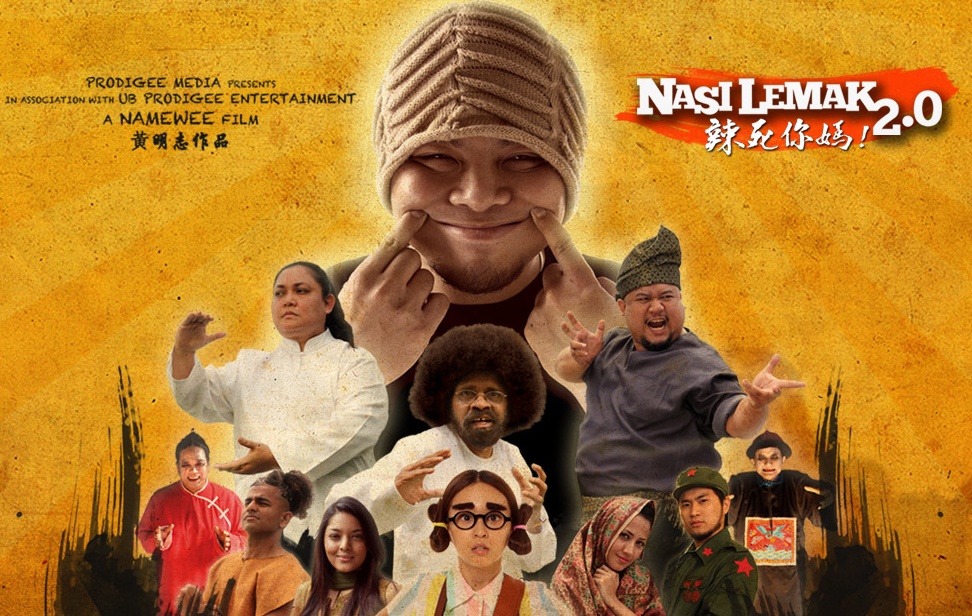 PRODIGEE MEDIA PRESENTS
IN ASSOCIATION WITH UB PRODIGEE ENTERTAINMENT
A NAMEWEE FILM
黄明志作品
NASI LEMAK 2.0
辣死你媽!